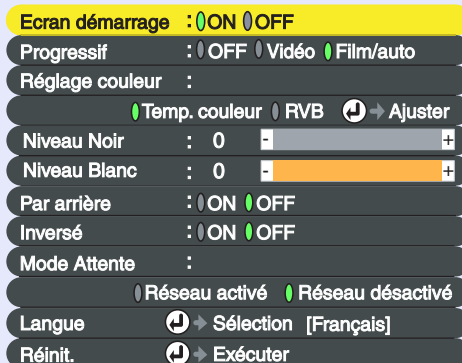 Ecran démarrage : ON OFF
Progressif : OFF Vidéo Film/auto
Réglage couleur :
Temp. couleur RVB Ajuster
Niveau Noir : 0 - +
Niveau Blanc : 0 - +
Par arrière : ON OFF
Inversé : ON OFF
Mode Attente :
Réseau activé Réseau désactivé
Langue Sélection [Français]
Réinit. Exécuter